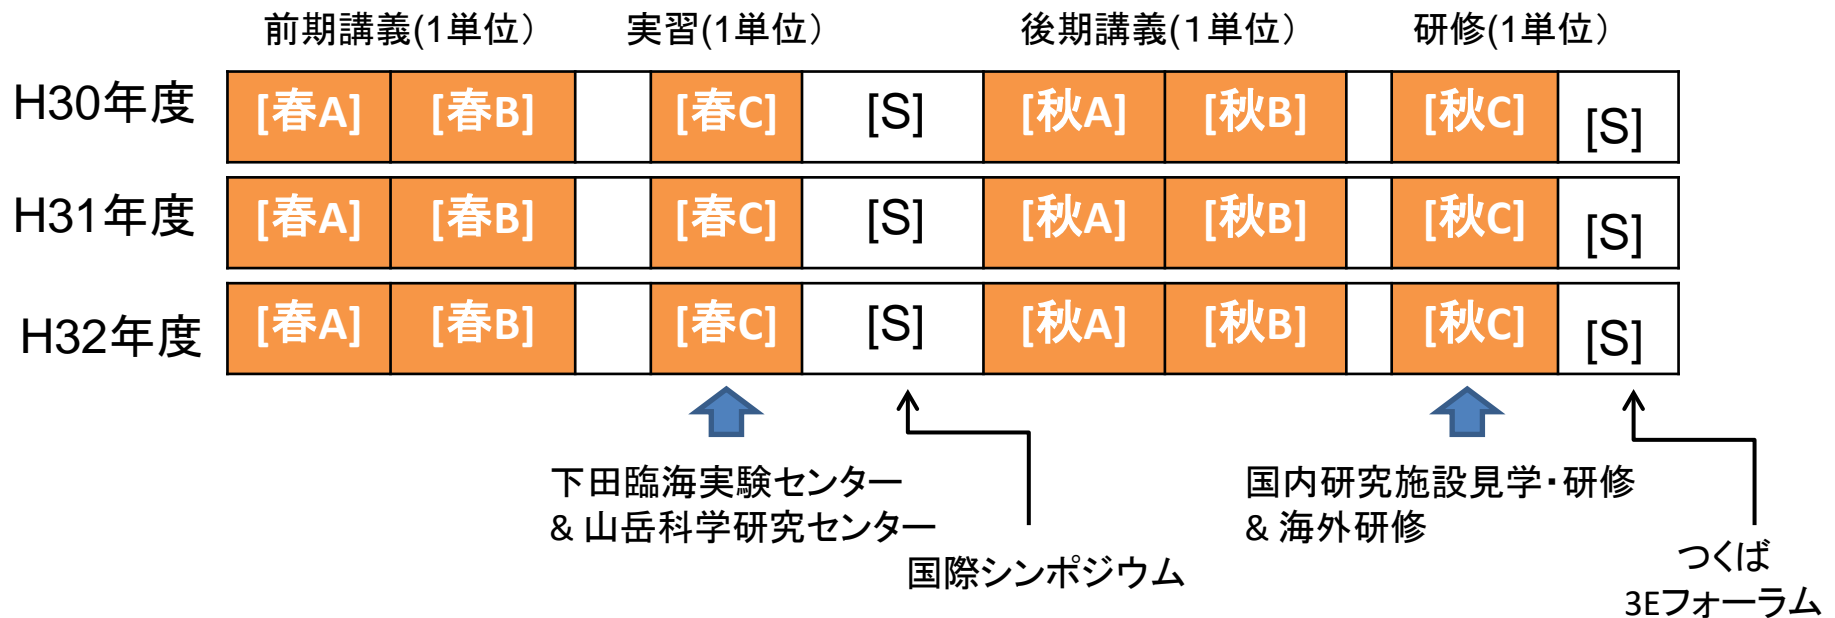 前期講義(1単位） 実習(1単位） 後期講義(１単位） 研修(1単位）
H30年度 [春A] [春B] [春C] [S] [秋A] [秋B] [秋C] [S]
H31年度 [春A] [春B] [春C] [S] [秋A] [秋B] [秋C] [S]
H32年度 [春A] [春B] [春C] [S] [秋A] [秋B] [秋C] [S]
下田臨海実験センター
& 山岳科学研究センター
国際シンポジウム
国内研究施設見学・研修
& 海外研修
つくば
3Eフォーラム